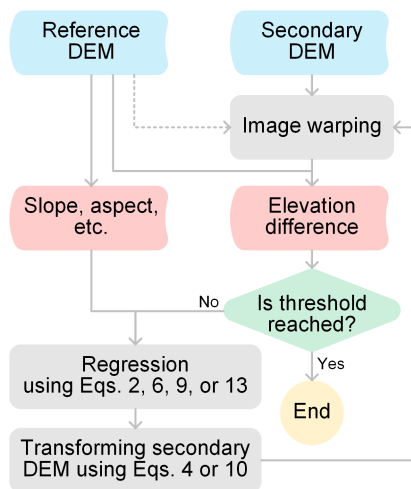 Reference
DEM
Secondary
DEM
Image warping
Slope, aspect,
etc.
Elevation
difference
No
Is threshold
reached?
Regression
using Eqs. 2, 6, 9, or 13
Yes
End
Transforming secondary
DEM using Eqs. 4 or 10